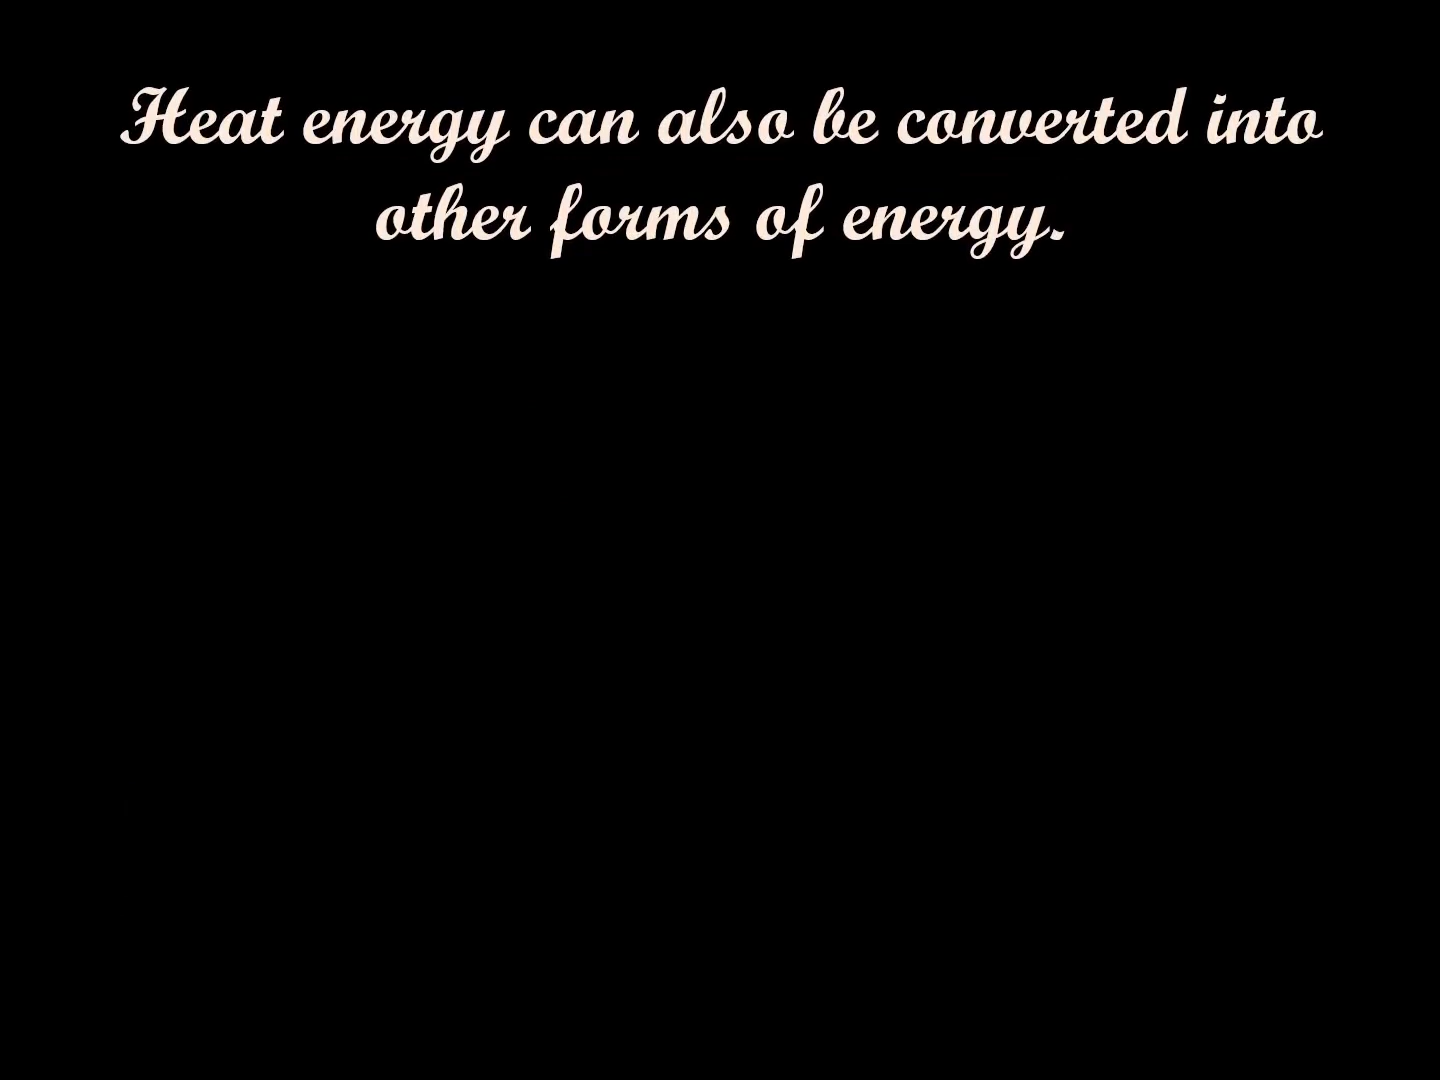 Heat energy can also be converted into
other forms of energy.